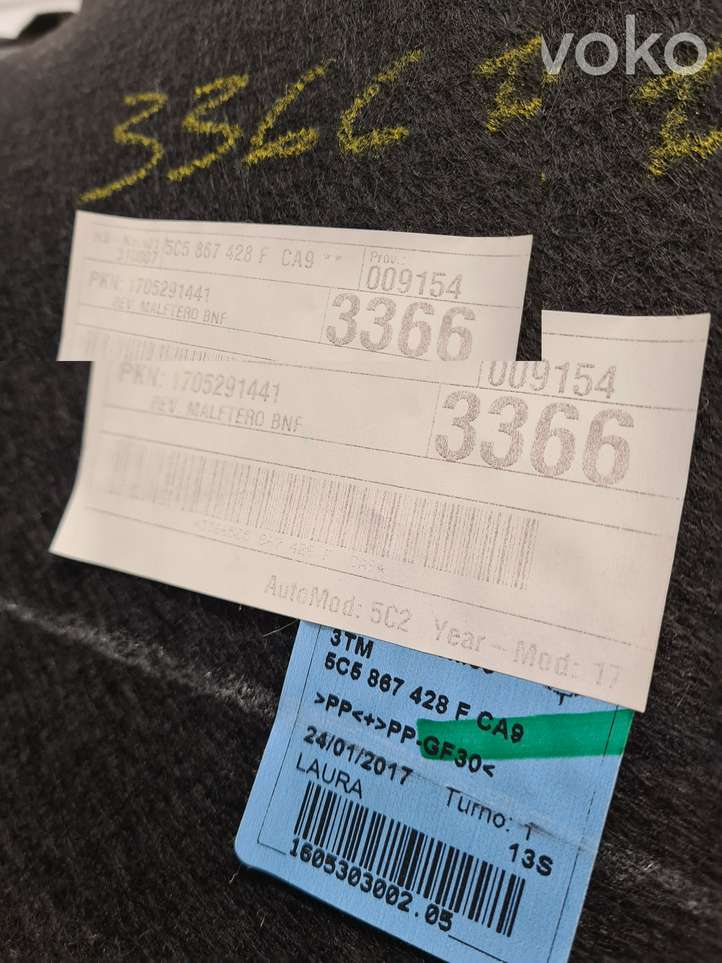 voko
3366 Z Z
5C5 867 428 F CA9 **
Prov.:
009154
PKN: 1705291441
REV. MALETERO BNF
3366
009154
PKN: 1705291441
REV. MALETERO BNF
3366
AutoMod: 5C2 Year - Mod: 17
3TM
5C5 867 428 F CA9
>PP<+>PP-GF30<
24/01/2017
LAURA Turno: T
13S
1605303002.05